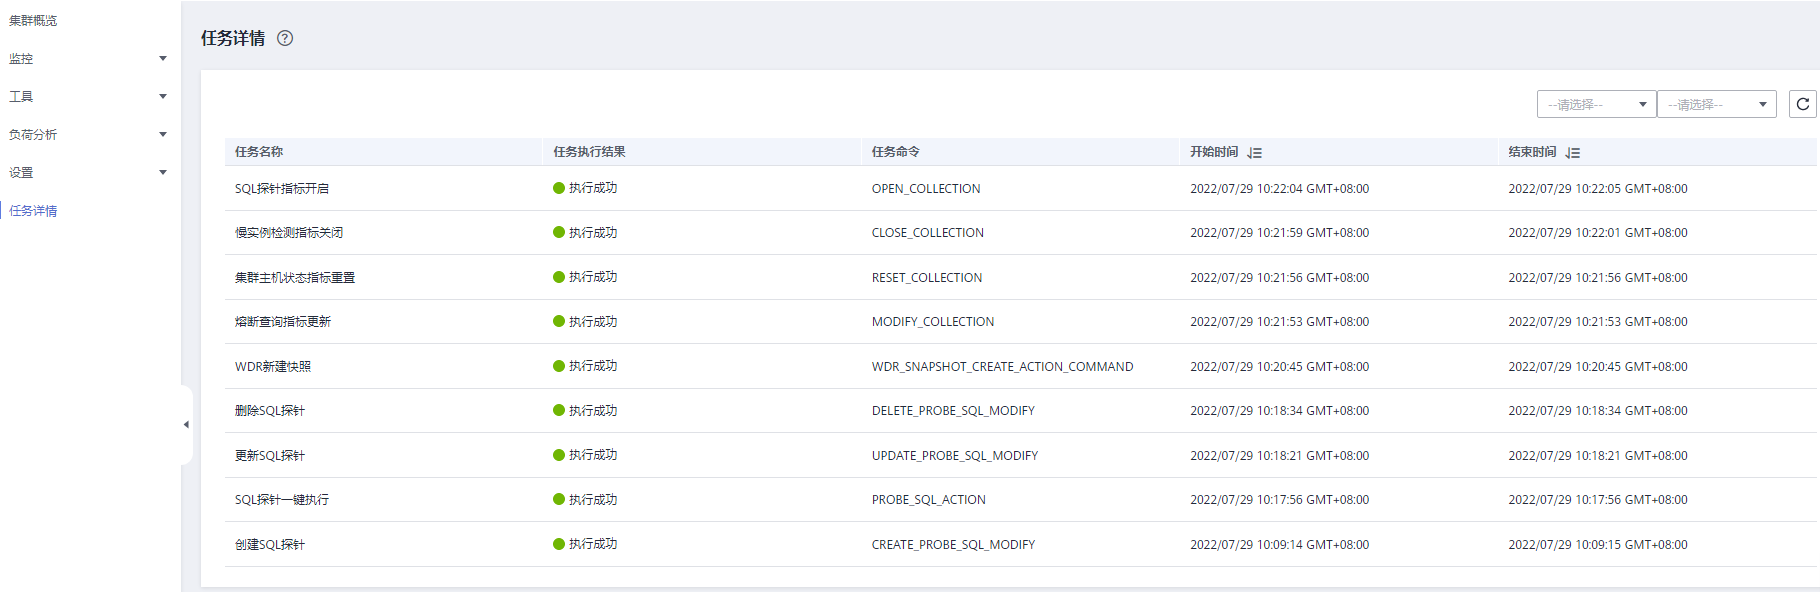 集群概览
监控
工具
负荷分析
设置
任务详情
任务详情 ?
--请选择-- --请选择--
任务名称 任务执行结果 任务命令 开始时间 结束时间
SQL探针指标开启 执行成功 OPEN_COLLECTION 2022/07/29 10:22:04 GMT+08:00 2022/07/29 10:22:05 GMT+08:00
慢实例检测指标关闭 执行成功 CLOSE_COLLECTION 2022/07/29 10:21:59 GMT+08:00 2022/07/29 10:22:01 GMT+08:00
集群主机状态指标重置 执行成功 RESET_COLLECTION 2022/07/29 10:21:56 GMT+08:00 2022/07/29 10:21:56 GMT+08:00
熔断查询指标更新 执行成功 MODIFY_COLLECTION 2022/07/29 10:21:53 GMT+08:00 2022/07/29 10:21:53 GMT+08:00
WDR新建快照 执行成功 WDR_SNAPSHOT_CREATE_ACTION_COMMAND 2022/07/29 10:20:45 GMT+08:00 2022/07/29 10:20:45 GMT+08:00
删除SQL探针 执行成功 DELETE_PROBE_SQL_MODIFY 2022/07/29 10:18:34 GMT+08:00 2022/07/29 10:18:34 GMT+08:00
更新SQL探针 执行成功 UPDATE_PROBE_SQL_MODIFY 2022/07/29 10:18:21 GMT+08:00 2022/07/29 10:18:21 GMT+08:00
SQL探针一键执行 执行成功 PROBE_SQL_ACTION 2022/07/29 10:17:56 GMT+08:00 2022/07/29 10:17:56 GMT+08:00
创建SQL探针 执行成功 CREATE_PROBE_SQL_MODIFY 2022/07/29 10:09:14 GMT+08:00 2022/07/29 10:09:15 GMT+08:00